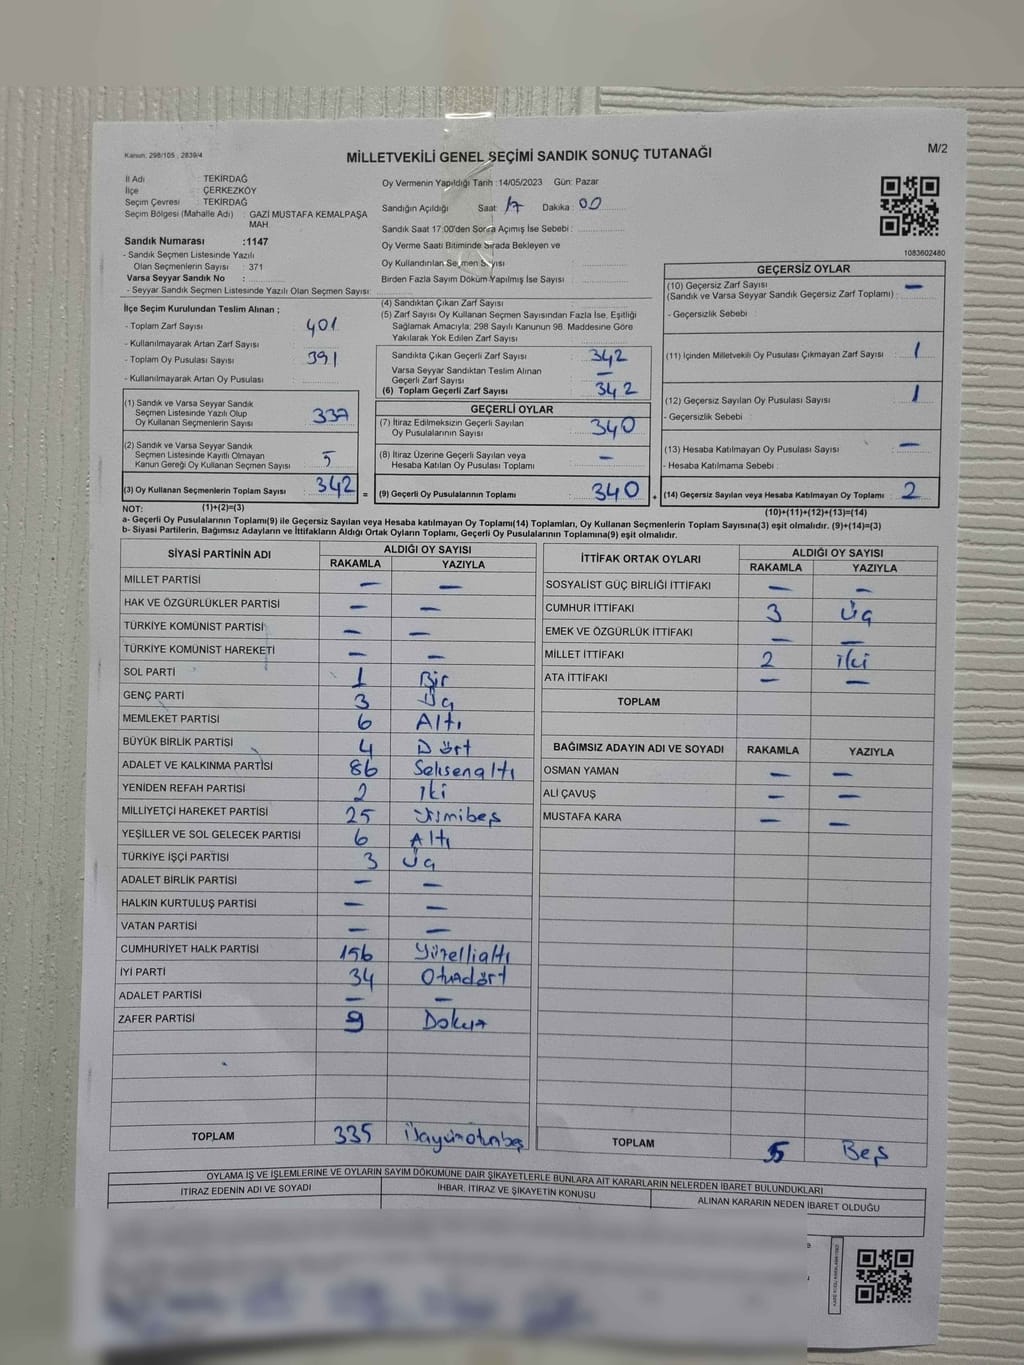 Kanun: 298/105 , 2839/4
MİLLETVEKİLİ GENEL SEÇİMİ SANDIK SONUÇ TUTANAĞI
M/2
İl Adı : TEKİRDAĞ
İlçe : ÇERKEZKÖY
Seçim Çevresi : TEKİRDAĞ
Seçim Bölgesi (Mahalle Adı) : GAZİ MUSTAFA KEMALPAŞA MAH.
Sandık Numarası :1147
- Sandık Seçmen Listesinde Yazılı
Olan Seçmenlerin Sayısı : 371
Varsa Seyyar Sandık No :
- Seyyar Sandık Seçmen Listesinde Yazılı Olan Seçmen Sayısı:
Oy Vermenin Yapıldığı Tarih :14/05/2023 Gün: Pazar
Sandığın Açıldığı Saat 17 Dakika 00
Sandık Saat 17:00'den Sonra Açımış İse Sebebi :
Oy Verme Saati Bitiminde Sırada Bekleyen ve
Oy Kullandırılan Seçmen Sayısı
Birden Fazla Sayım Döküm Yapılmış İse Sayısı
1083602480
İlçe Seçim Kurulundan Teslim Alınan ;
- Toplam Zarf Sayısı 401
- Kullanılmayarak Artan Zarf Sayısı
- Toplam Oy Pusulası Sayısı 391
- Kullanılmayarak Artan Oy Pusulası
(1) Sandık ve Varsa Seyyar Sandık
Seçmen Listesinde Yazılı Olup
Oy Kullanan Seçmenlerin Sayısı 337
(2) Sandık ve Varsa Seyyar Sandık
Seçmen Listesinde Kayıtlı Olmayan
Kanun Gereği Oy Kullanan Seçmen Sayısı 5
(3) Oy Kullanan Seçmenlerin Toplam Sayısı 342 =
(4) Sandıktan Çıkan Zarf Sayısı
(5) Zarf Sayısı Oy Kullanan Seçmen Sayısından Fazla İse, Eşitliği
Sağlamak Amacıyla; 298 Sayılı Kanunun 98. Maddesine Göre
Yakılarak Yok Edilen Zarf Sayısı
Sandıkta Çıkan Geçerli Zarf Sayısı 342
Varsa Seyyar Sandıktan Teslim Alınan
Geçerli Zarf Sayısı —
(6) Toplam Geçerli Zarf Sayısı 342
GEÇERLİ OYLAR
(7) İtiraz Edilmeksizin Geçerli Sayılan
Oy Pusulalarının Sayısı 340
(8) İtiraz Üzerine Geçerli Sayılan veya
Hesaba Katılan Oy Pusulası Toplamı —
(9) Geçerli Oy Pusulalarının Toplamı 340 +
GEÇERSİZ OYLAR
(10) Geçersiz Zarf Sayısı
(Sandık ve Varsa Seyyar Sandık Geçersiz Zarf Toplamı) : —
- Geçersizlik Sebebi :
(11) İçinden Milletvekili Oy Pusulası Çıkmayan Zarf Sayısı 1
(12) Geçersiz Sayılan Oy Pusulası Sayısı 1
- Geçersizlik Sebebi :
(13) Hesaba Katılmayan Oy Pusulası Sayısı —
- Hesaba Katılmama Sebebi :
(14) Geçersiz Sayılan veya Hesaba Katılmayan Oy Toplamı 2
NOT: (1)+(2)=(3)
(10)+(11)+(12)+(13)=(14)
a- Geçerli Oy Pusulalarının Toplamı(9) ile Geçersiz Sayılan veya Hesaba katılmayan Oy Toplamı(14) Toplamları, Oy Kullanan Seçmenlerin Toplam Sayısına(3) eşit olmalıdır. (9)+(14)=(3)
b- Siyasi Partilerin, Bağımsız Adayların ve İttifakların Aldığı Ortak Oyların Toplamı, Geçerli Oy Pusulalarının Toplamına(9) eşit olmalıdır.
SİYASİ PARTİNİN ADI ALDIĞI OY SAYISI
RAKAMLA YAZIYLA
MİLLET PARTİSİ — —
HAK VE ÖZGÜRLÜKLER PARTİSİ — —
TÜRKİYE KOMÜNİST PARTİSİ — —
TÜRKİYE KOMÜNİST HAREKETİ — —
SOL PARTİ 1 Bir
GENÇ PARTİ 3 Üç
MEMLEKET PARTİSİ 6 Altı
BÜYÜK BİRLİK PARTİSİ 4 Dört
ADALET VE KALKINMA PARTİSİ 86 Seksenaltı
YENİDEN REFAH PARTİSİ 2 iki
MİLLİYETÇİ HAREKET PARTİSİ 25 Yirmibeş
YEŞİLLER VE SOL GELECEK PARTİSİ 6 Altı
TÜRKİYE İŞÇİ PARTİSİ 3 Üç
ADALET BİRLİK PARTİSİ — —
HALKIN KURTULUŞ PARTİSİ — —
VATAN PARTİSİ — —
CUMHURİYET HALK PARTİSİ 156 Yüzelliatı
İYİ PARTİ 34 Otuzdört
ADALET PARTİSİ — —
ZAFER PARTİSİ 9 Dokuz
TOPLAM 335 Üçyüzotuzbeş
İTTİFAK ORTAK OYLARI ALDIĞI OY SAYISI
RAKAMLA YAZIYLA
SOSYALİST GÜÇ BİRLİĞİ İTTİFAKI — —
CUMHUR İTTİFAKI 3 Üç
EMEK VE ÖZGÜRLÜK İTTİFAKI — —
MİLLET İTTİFAKI 2 iki
ATA İTTİFAKI — —
TOPLAM
BAĞIMSIZ ADAYIN ADI VE SOYADI RAKAMLA YAZIYLA
OSMAN YAMAN — —
ALİ ÇAVUŞ — —
MUSTAFA KARA — —
TOPLAM 5 Beş
OYLAMA İŞ VE İŞLEMLERİNE VE OYLARIN SAYIM DÖKÜMÜNE DAİR ŞİKAYETLERLE BUNLARA AİT KARARLARIN NELERDEN İBARET BULUNDUKLARI
İTİRAZ EDENİN ADI VE SOYADI İHBAR, İTİRAZ VE ŞİKAYETİN KONUSU ALINAN KARARIN NEDEN İBARET OLDUĞU